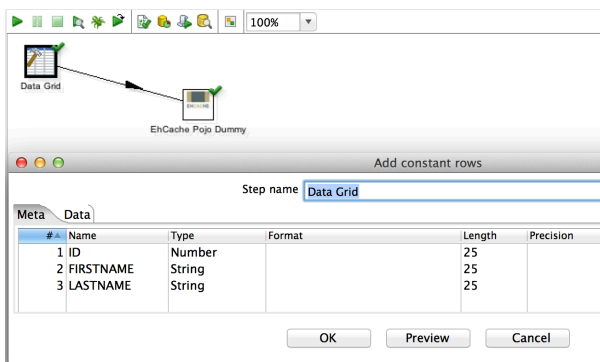 100%
Data Grid
EHCACHE
EhCache Pojo Dummy
Add constant rows
Step name Data Grid
Meta Data
# Name Type Format Length Precision
1 ID Number 25
2 FIRSTNAME String 25
3 LASTNAME String 25
OK Preview Cancel